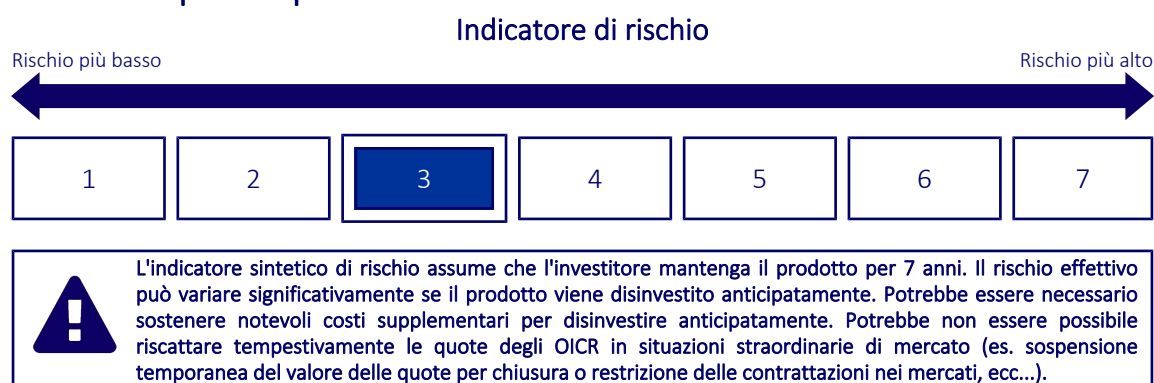 Indicatore di rischio
Rischio più basso
Rischio più alto
1 2 3 4 5 6 7
L'indicatore sintetico di rischio assume che l'investitore mantenga il prodotto per 7 anni. Il rischio effettivo
può variare significativamente se il prodotto viene disinvestito anticipatamente. Potrebbe essere necessario
sostenere notevoli costi supplementari per disinvestire anticipatamente. Potrebbe non essere possibile
riscattare tempestivamente le quote degli OICR in situazioni straordinarie di mercato (es. sospensione
temporanea del valore delle quote per chiusura o restrizione delle contrattazioni nei mercati, ecc...).